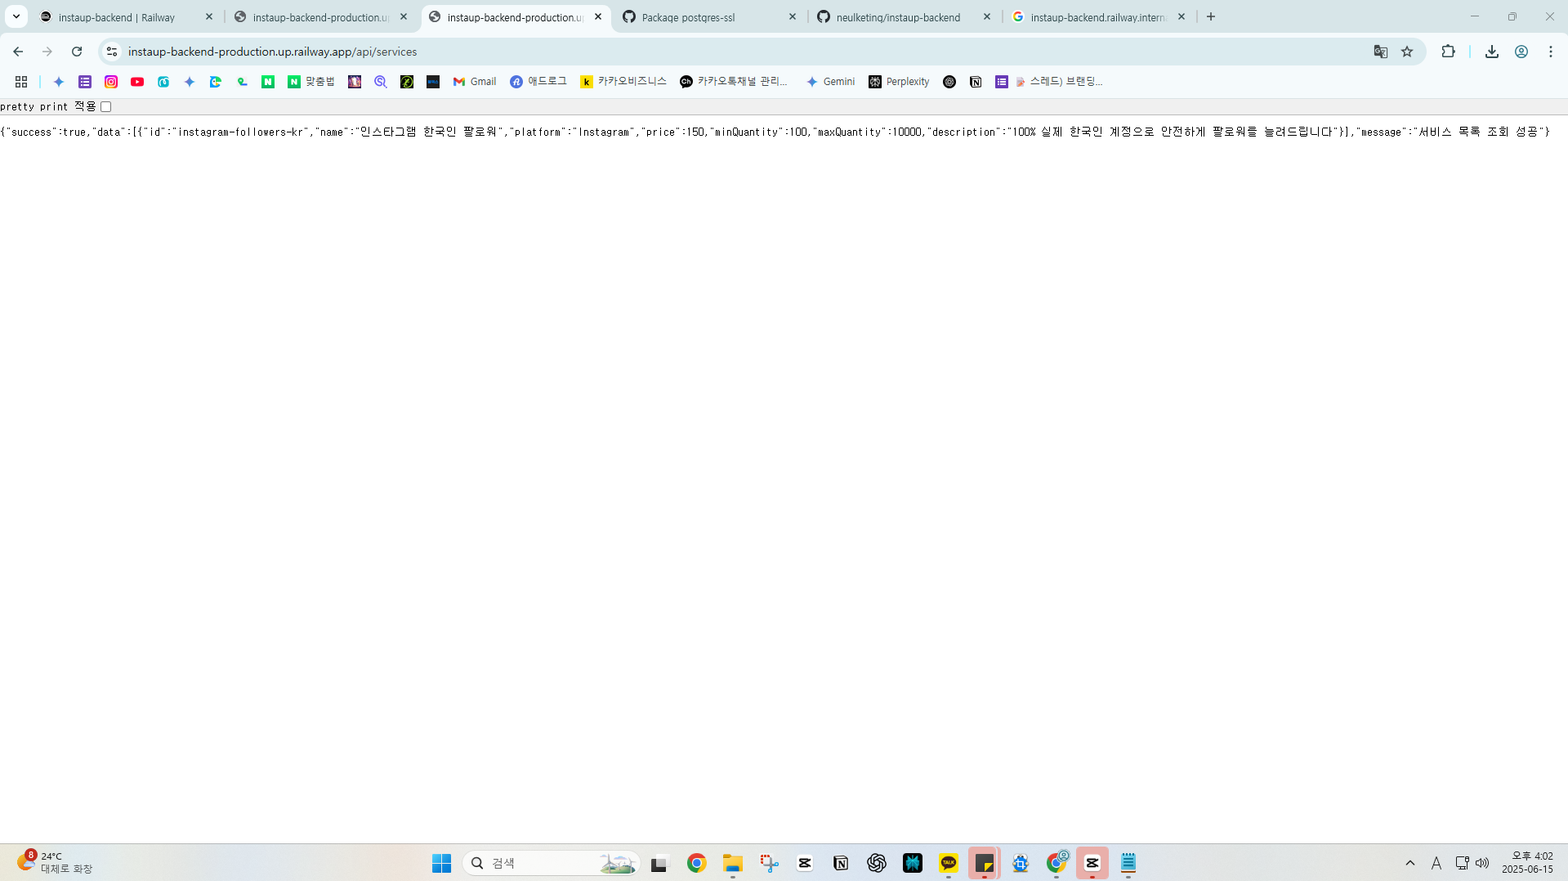 instaup-backend | Railway
instaup-backend-production.u
instaup-backend-production.u
Package postgres-ssl
neulketing/instaup-backend
instaup-backend.railway.intern
instaup-backend-production.up.railway.app/api/services
맞춤법
Gmail
애드로그
카카오비즈니스
카카오톡채널 관리...
Gemini
Perplexity
스레드) 브랜딩...
pretty print 적용
{"success":true,"data":[{"id":"instagram-followers-kr","name":"인스타그램 한국인 팔로워","platform":"Instagram","price":150,"minQuantity":100,"maxQuantity":10000,"description":"100% 실제 한국인 계정으로 안전하게 팔로워를 늘려드립니다"}],"message":"서비스 목록 조회 성공"}
8
24°C
대체로 화창
검색
TALK
A
오후 4:02
2025-06-15